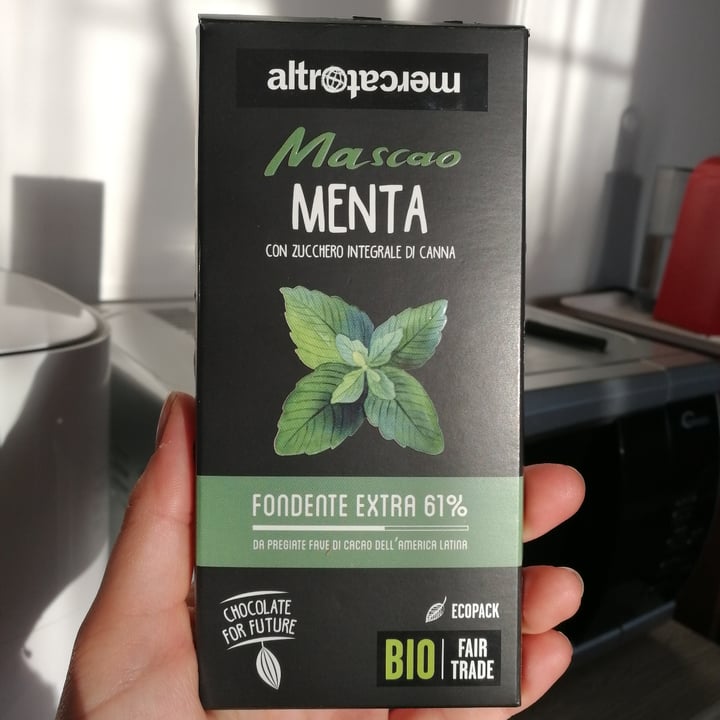 altromercato
Mascao
MENTA
CON ZUCCHERO INTEGRALE DI CANNA
FONDENTE EXTRA 61%
DA PREGIATE FAVE DI CACAO DELL'AMERICA LATINA
CHOCOLATE
FOR FUTURE
ECOPACK
BIO
FAIR
TRADE